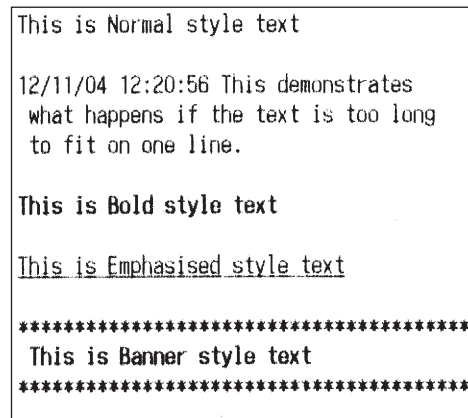 This is Normal style text
12/11/04 12:20:56 This demonstrates
what happens if the text is too long
to fit on one line.
This is Bold style text
This is Emphasised style text
****************************************
This is Banner style text
****************************************